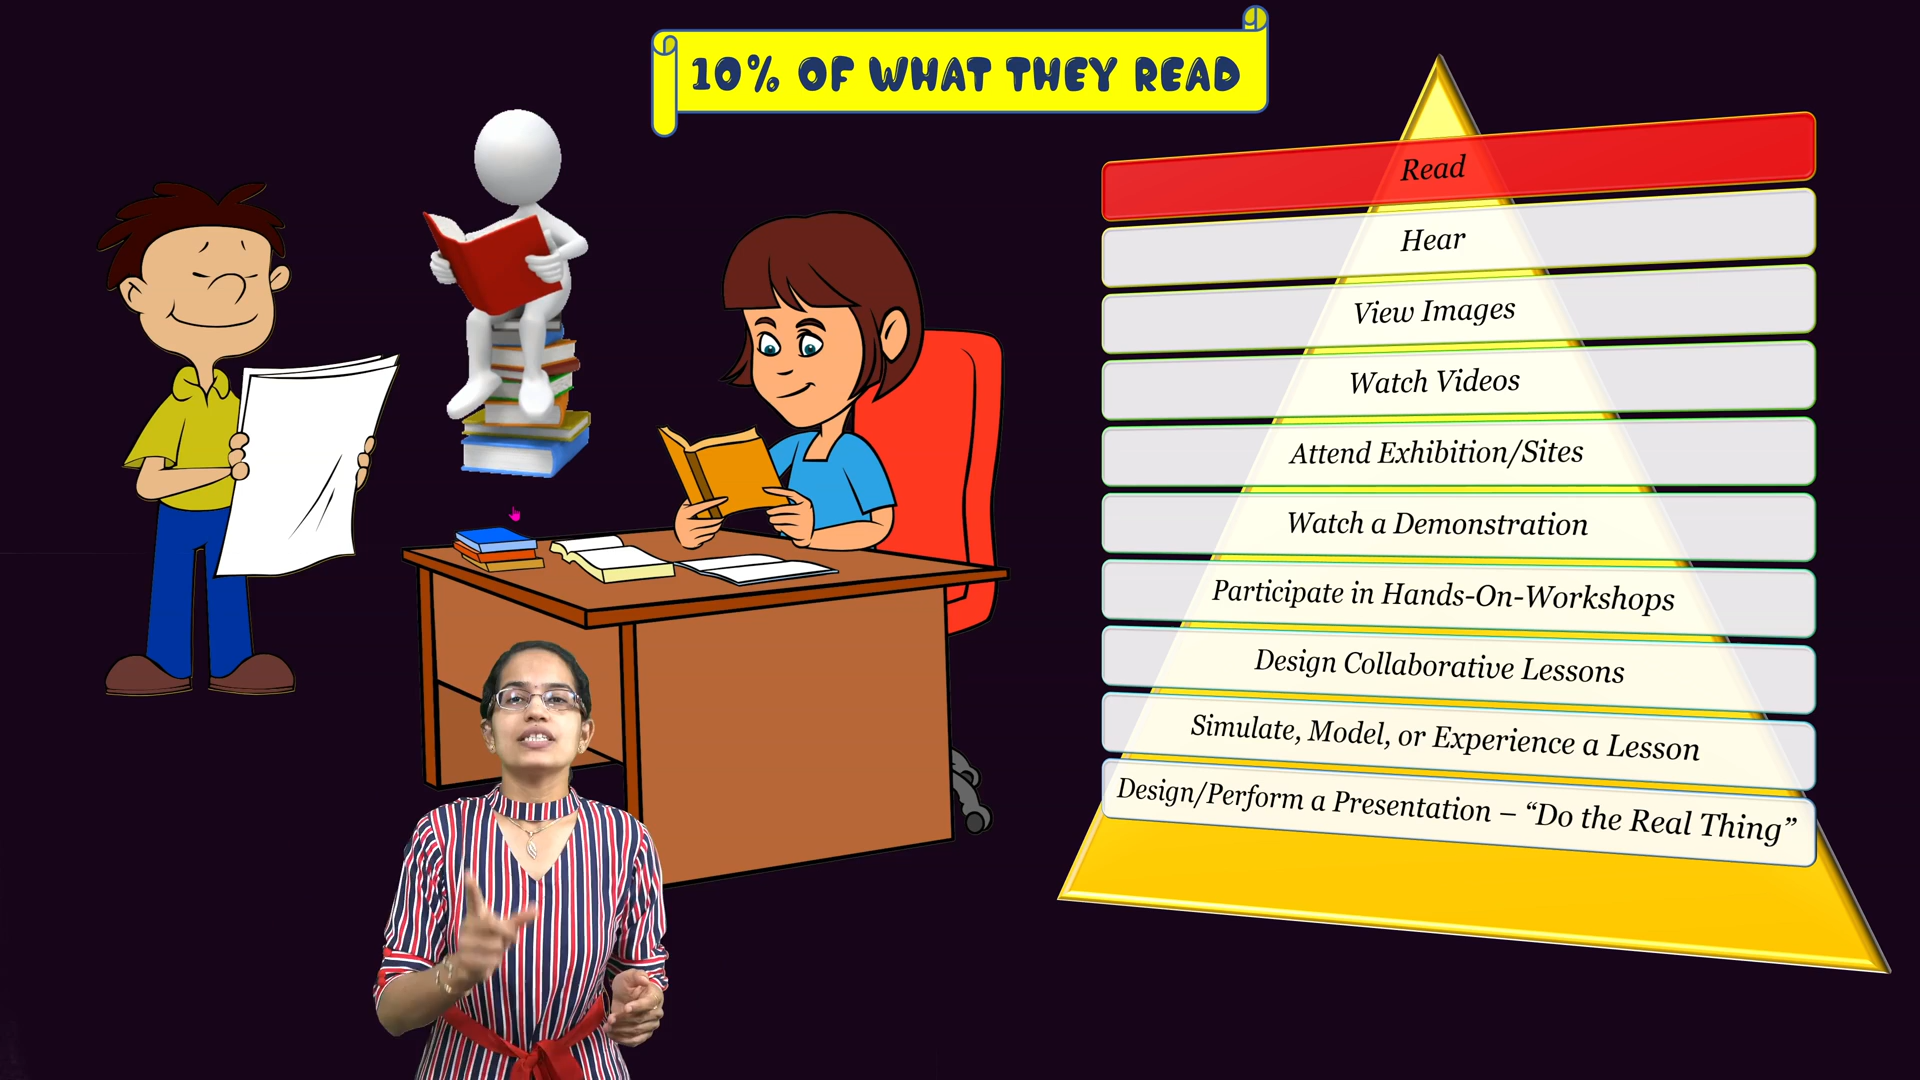 10% OF WHAT THEY READ
Read
Hear
View Images
Watch Videos
Attend Exhibition/Sites
Watch a Demonstration
Participate in Hands-On-Workshops
Design Collaborative Lessons
Simulate, Model, or Experience a Lesson
Design/Perform a Presentation – “Do the Real Thing”